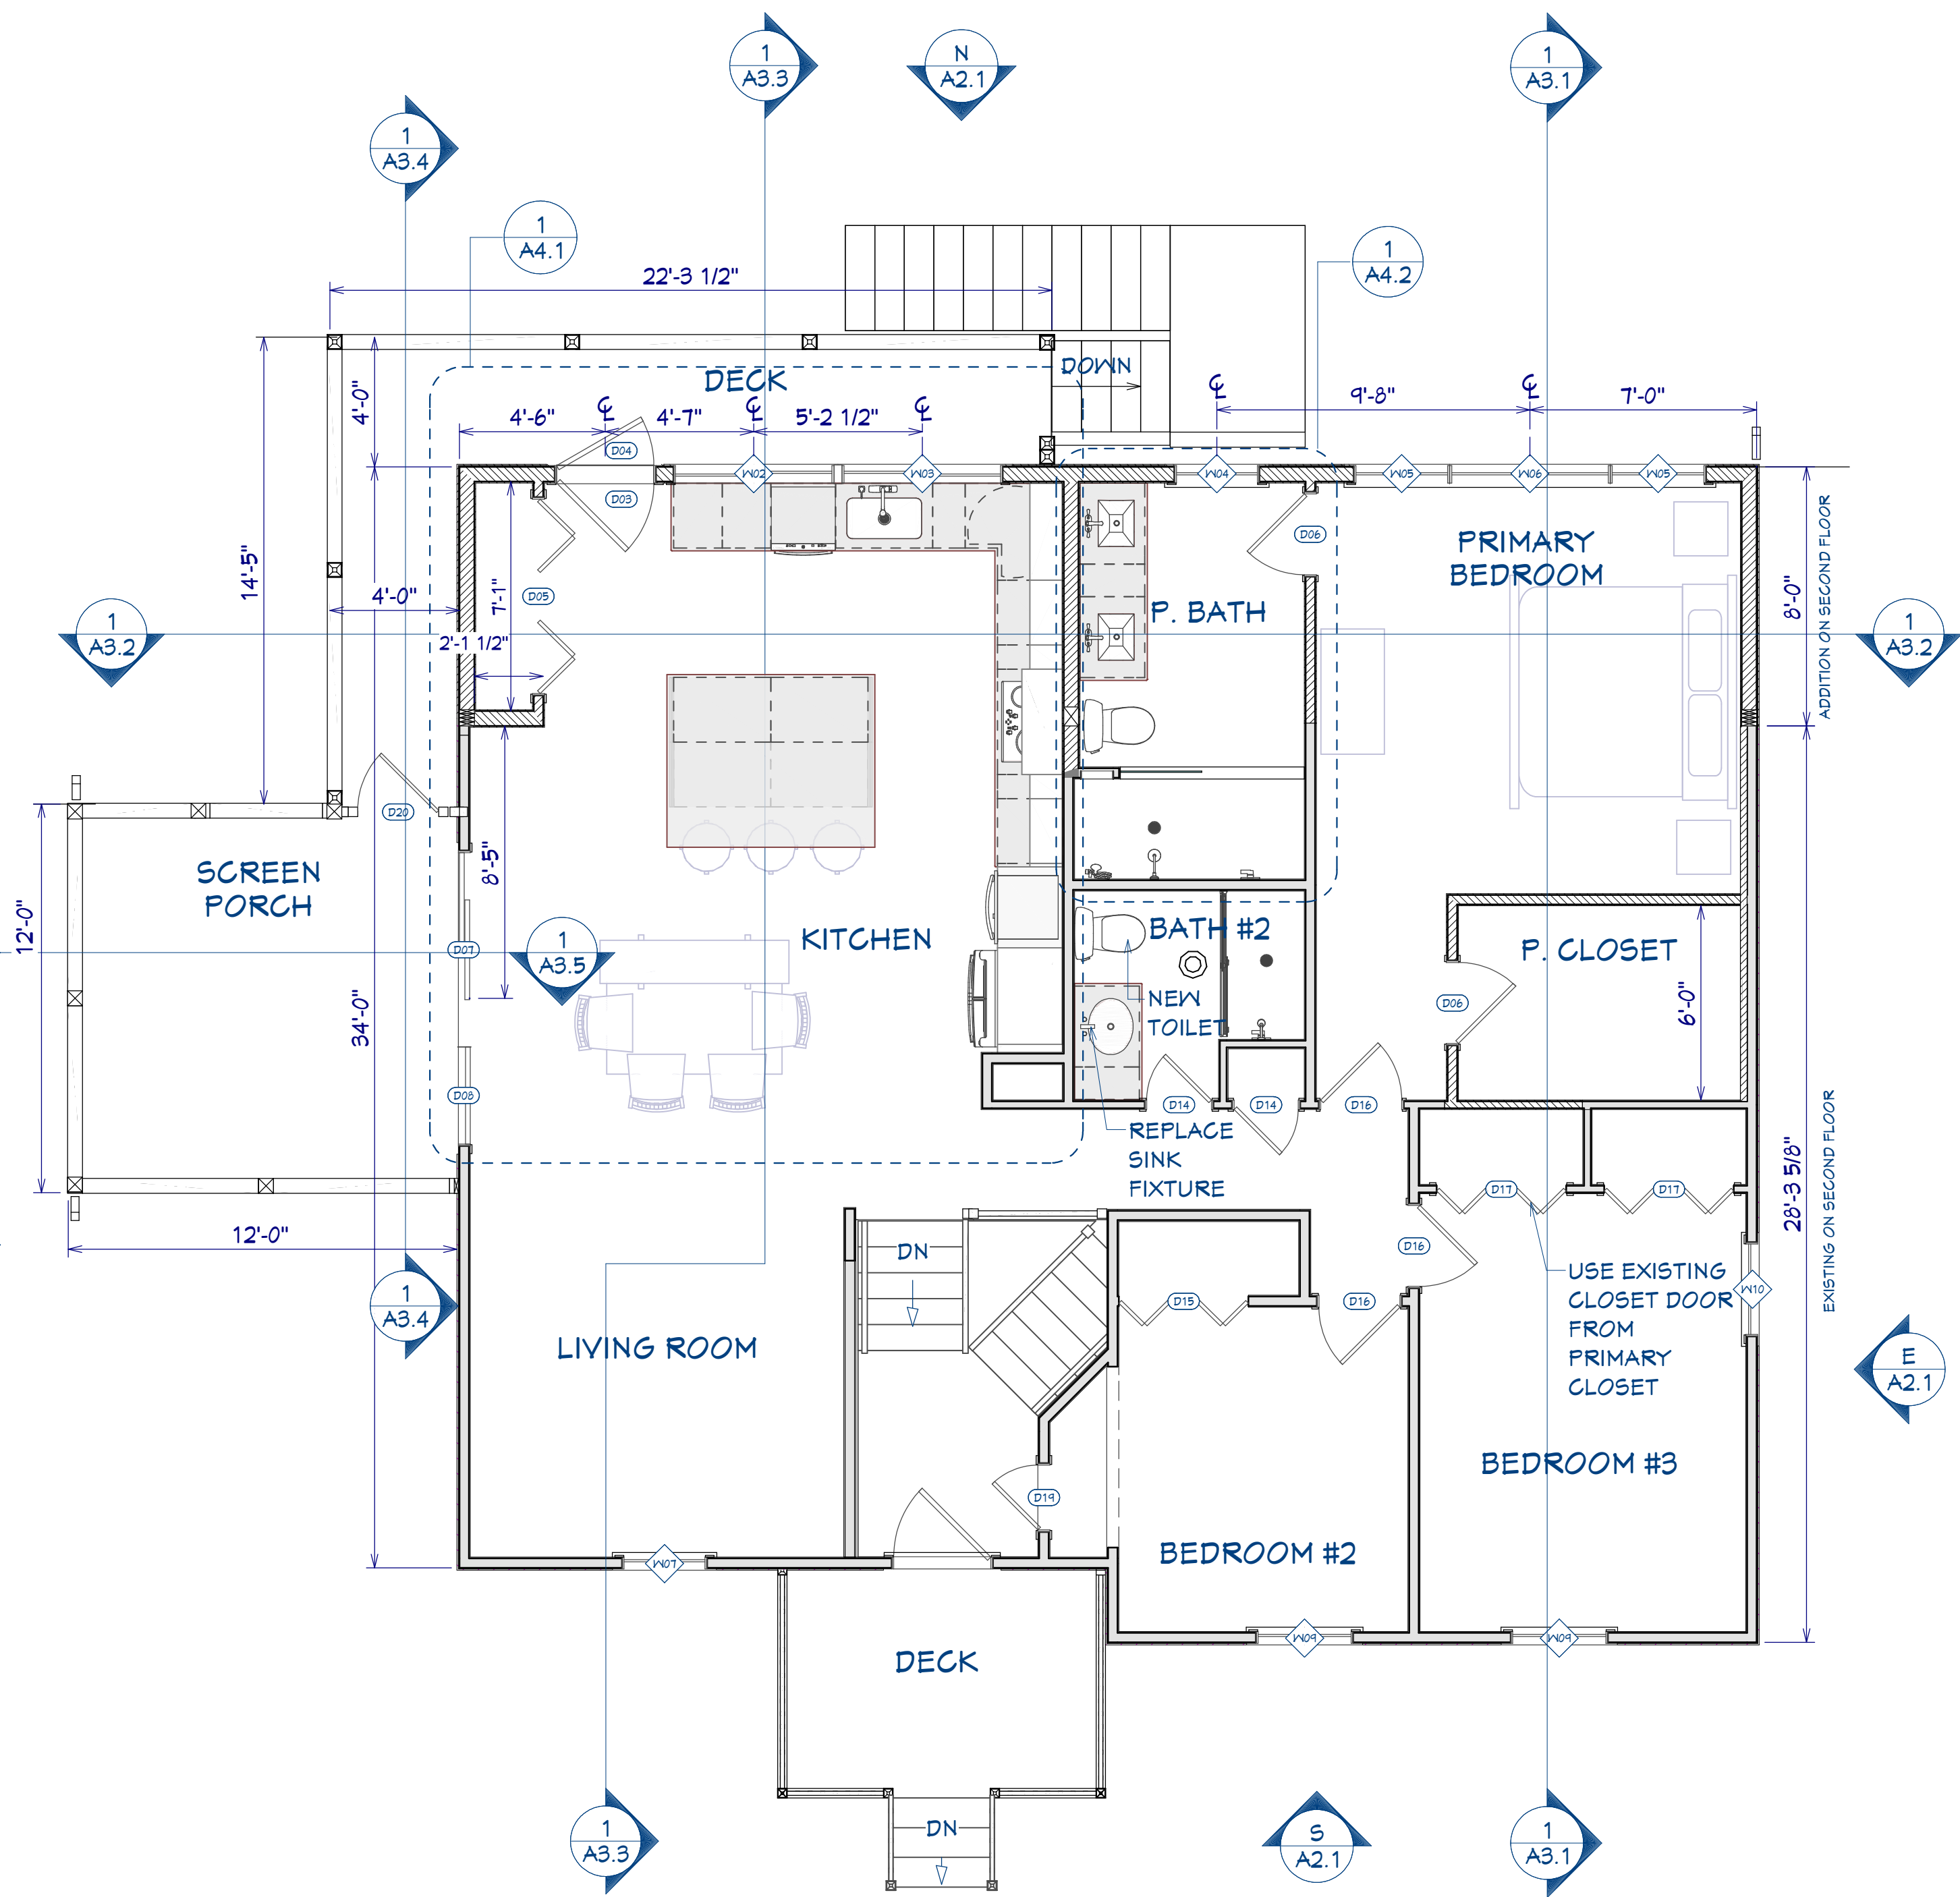 1
A3.3
N
A2.1
1
A3.1
1
A3.4
1
A4.1
1
A4.2
22'-3 1/2"
DOWN
DECK
4'-0"
℄
9'-8"
℄
7'-0"
4'-6"
℄
4'-7"
℄
5'-2 1/2"
℄
D04
W02
W03
W04
W05
W06
W05
D03
D06
PRIMARY
BEDROOM
14'-5"
4'-0"
7'-1"
D05
P. BATH
8'-0"
ADDITION ON SECOND FLOOR
1
A3.2
2'-1 1/2"
1
A3.2
D20
SCREEN
PORCH
8'-5"
12'-0"
D07
1
A3.5
KITCHEN
BATH #2
P. CLOSET
NEW
TOILET
D06
6'-0"
34'-0"
D08
D14
D14
D16
REPLACE
SINK
FIXTURE
D17
D17
28'-3 5/8"
EXISTING ON SECOND FLOOR
12'-0"
DN
D16
USE EXISTING
CLOSET DOOR
FROM
PRIMARY
CLOSET
W10
1
A3.4
D15
D16
LIVING ROOM
E
A2.1
BEDROOM #3
D19
BEDROOM #2
W07
W09
W09
DECK
DN
1
A3.3
S
A2.1
1
A3.1